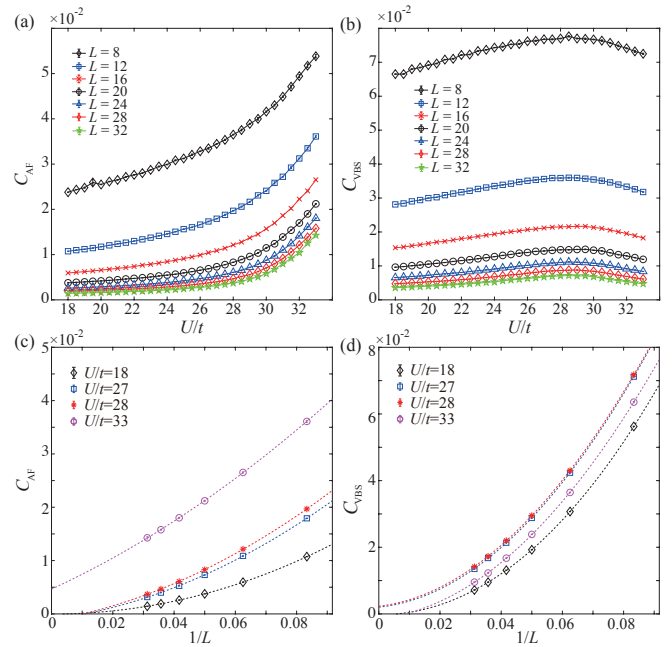 (a)
×10⁻²
5
4
3
2
1
0
C_AF
L = 8
L = 12
L = 16
L = 20
L = 24
L = 28
L = 32
18 20 22 24 26 28 30 32
U/t
(b)
×10⁻²
8
6
4
2
0
C_VBS
L = 8
L = 12
L = 16
L = 20
L = 24
L = 28
L = 32
18 20 22 24 26 28 30 32
U/t
(c)
×10⁻²
5
4
3
2
1
0
C_AF
U/t=18
U/t=27
U/t=28
U/t=33
0 0.02 0.04 0.06 0.08
1/L
(d)
×10⁻²
8
6
4
2
0
C_VBS
U/t=18
U/t=27
U/t=28
U/t=33
0 0.02 0.04 0.06 0.08
1/L